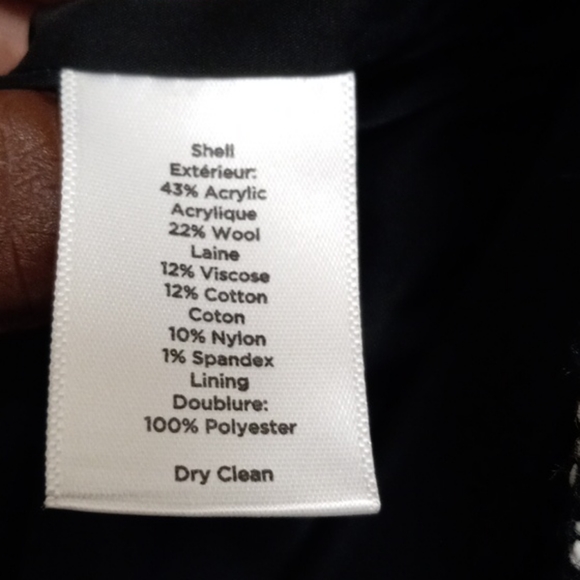 Shell
Extérieur:
43% Acrylic
Acrylique
22% Wool
Laine
12% Viscose
12% Cotton
Coton
10% Nylon
1% Spandex
Lining
Doublure:
100% Polyester
Dry Clean